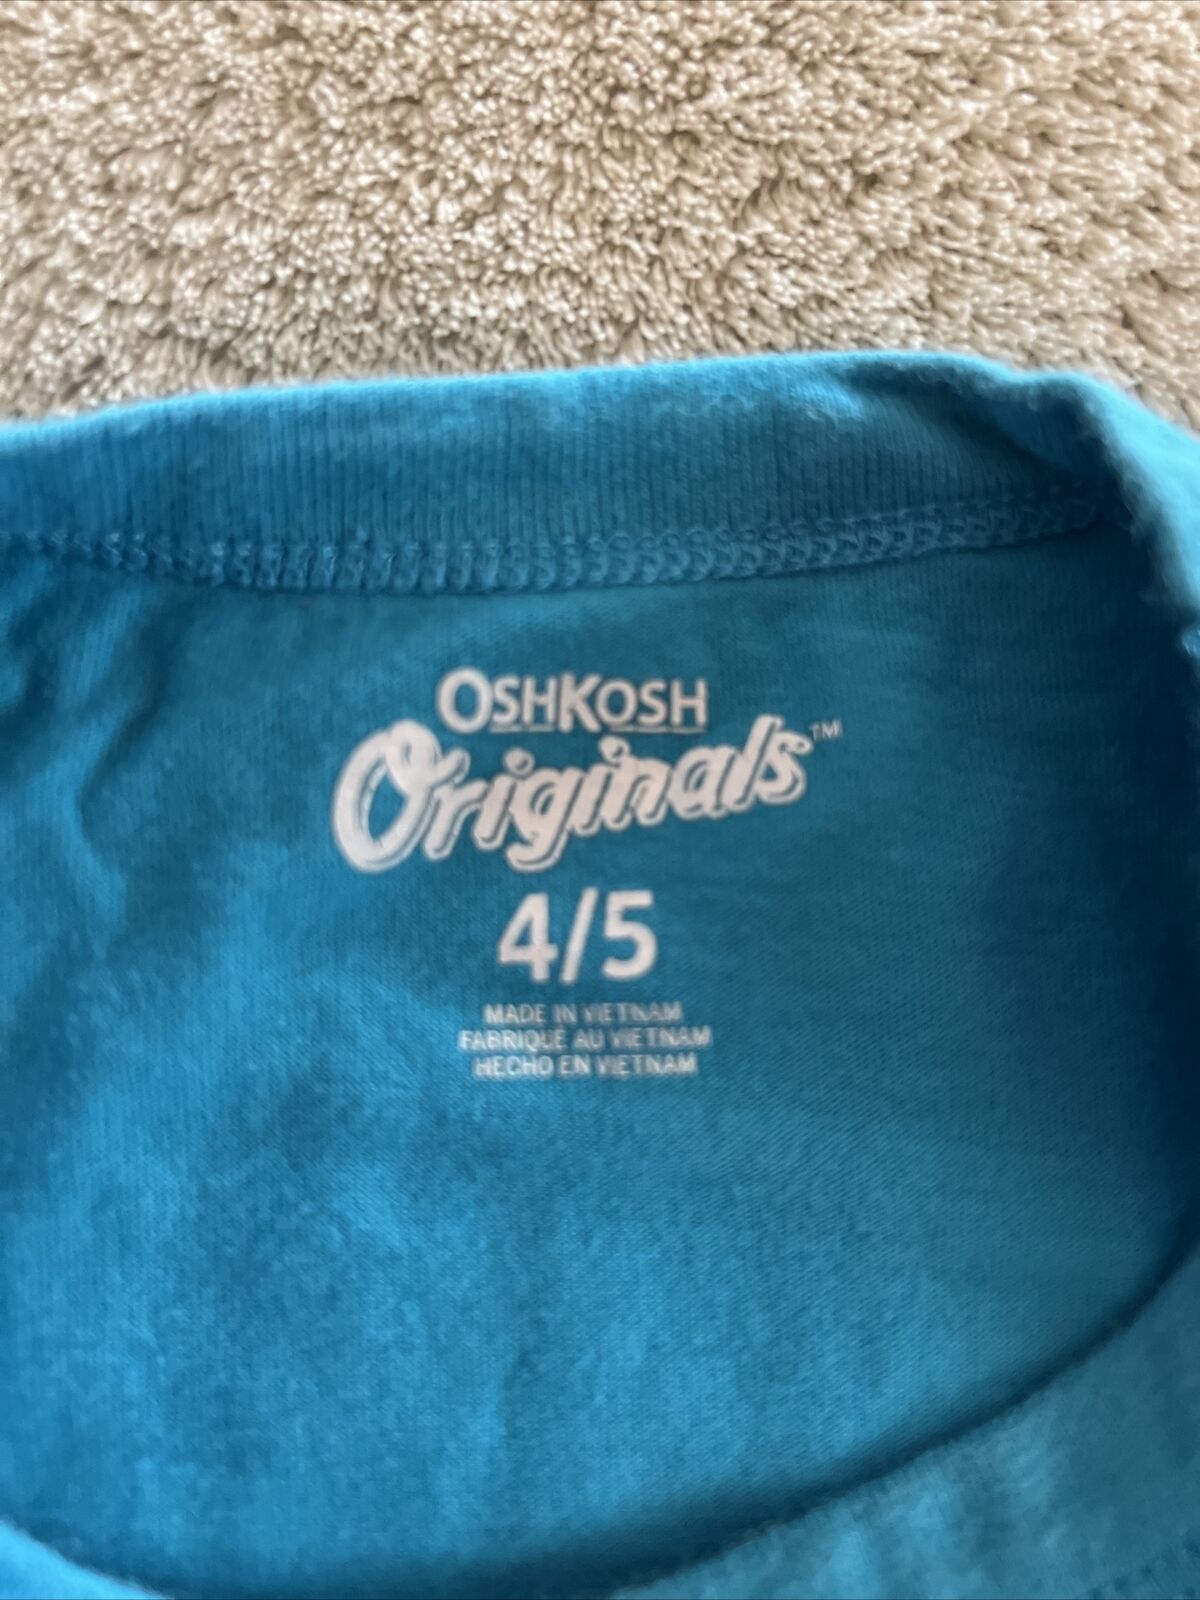 OSHKOSH
Originals™
4/5
MADE IN VIETNAM
FABRIQUÉ AU VIETNAM
HECHO EN VIETNAM